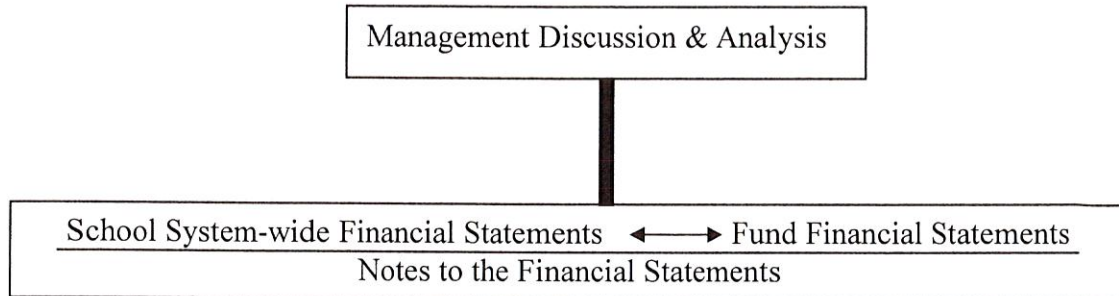 Management Discussion & Analysis
School System-wide Financial Statements ↔ Fund Financial Statements
Notes to the Financial Statements